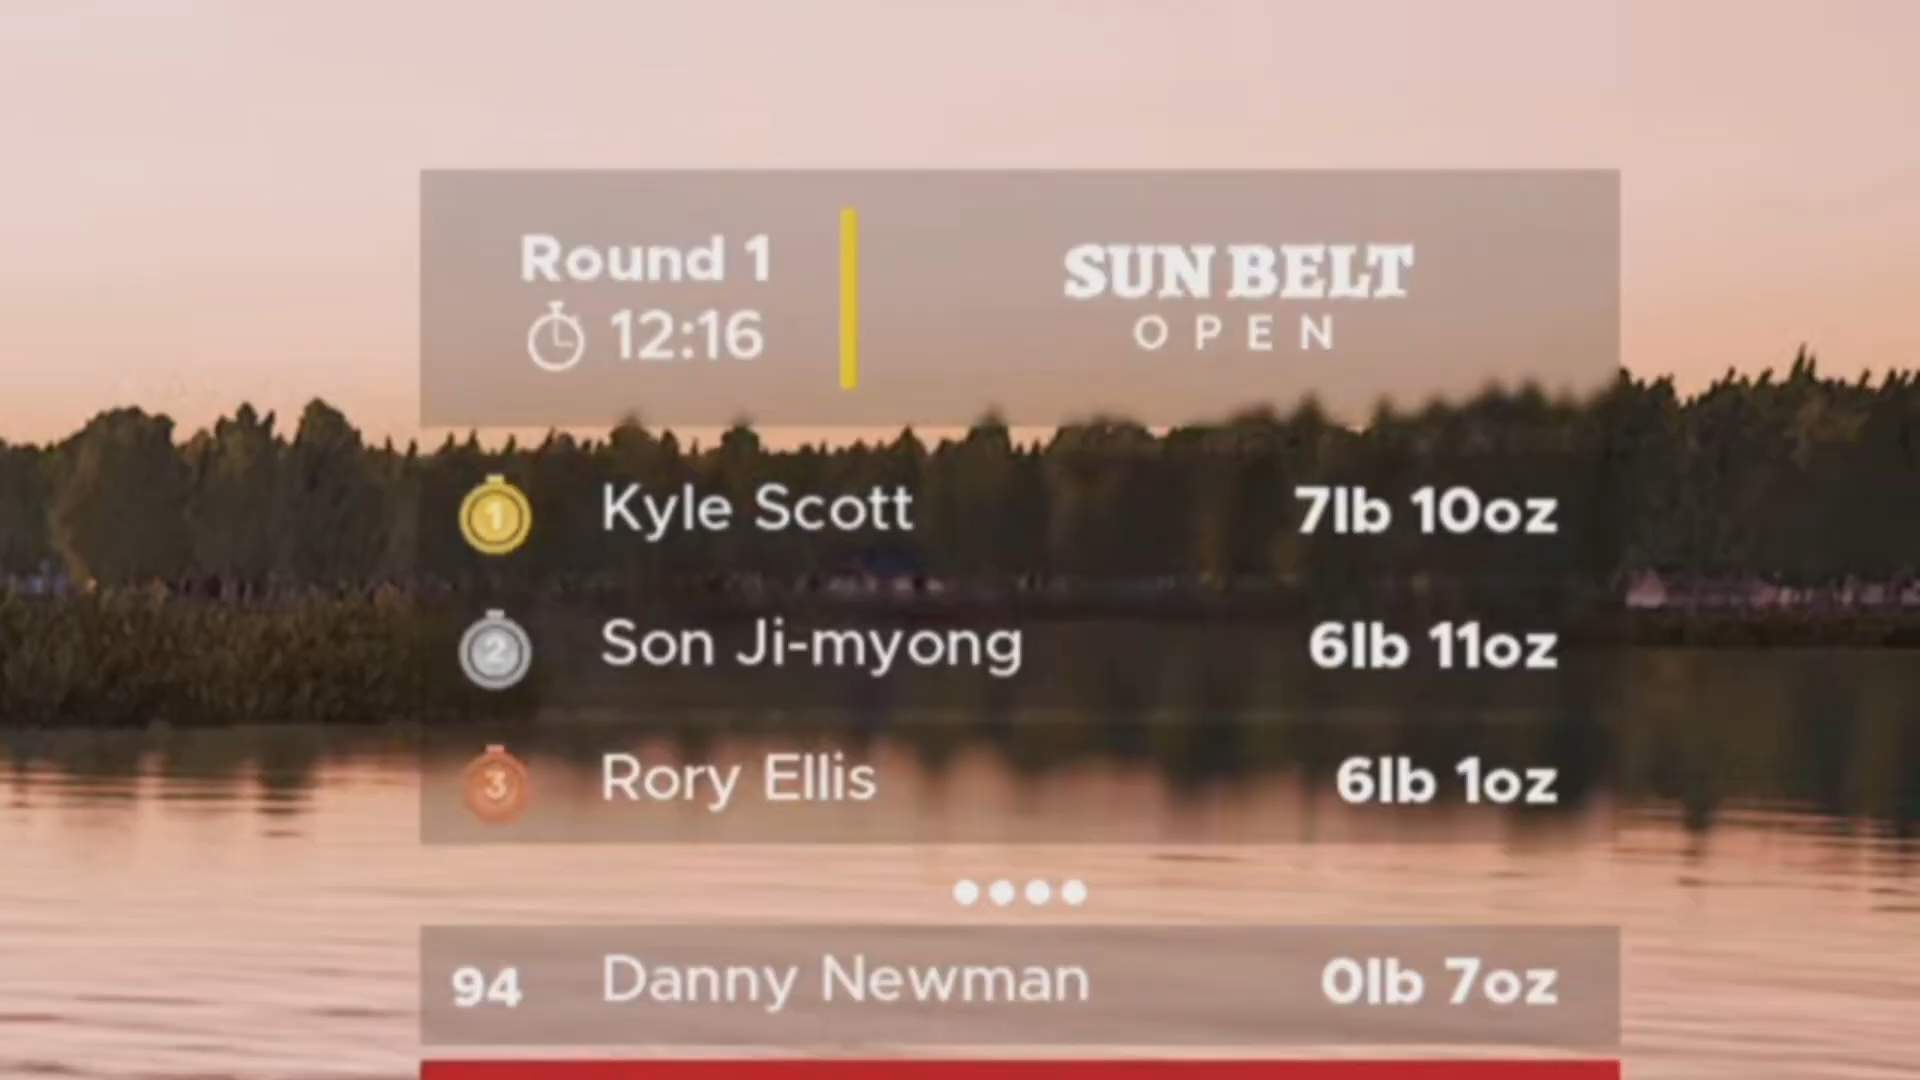 Round 1
12:16
SUN BELT
OPEN
1 Kyle Scott 7lb 10oz
2 Son Ji-myong 6lb 11oz
3 Rory Ellis 6lb 1oz
94 Danny Newman 0lb 7oz